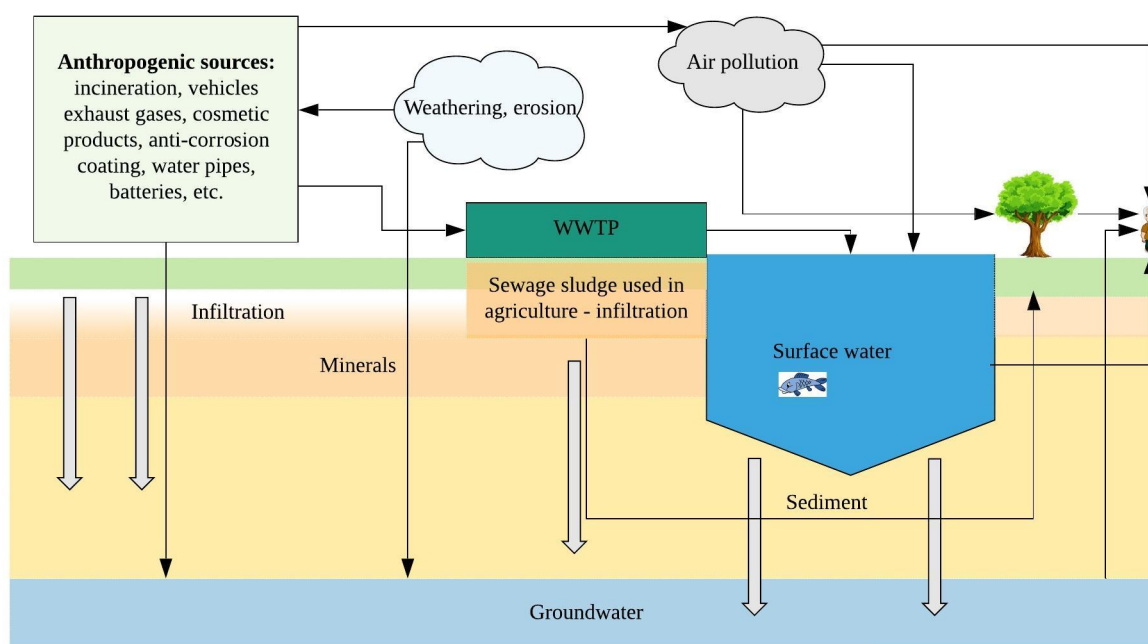 Anthropogenic sources:
incineration, vehicles
exhaust gases, cosmetic
products, anti-corrosion
coating, water pipes,
batteries, etc.
Weathering, erosion
Air pollution
WWTP
Sewage sludge used in
agriculture - infiltration
Infiltration
Minerals
Surface water
Sediment
Groundwater